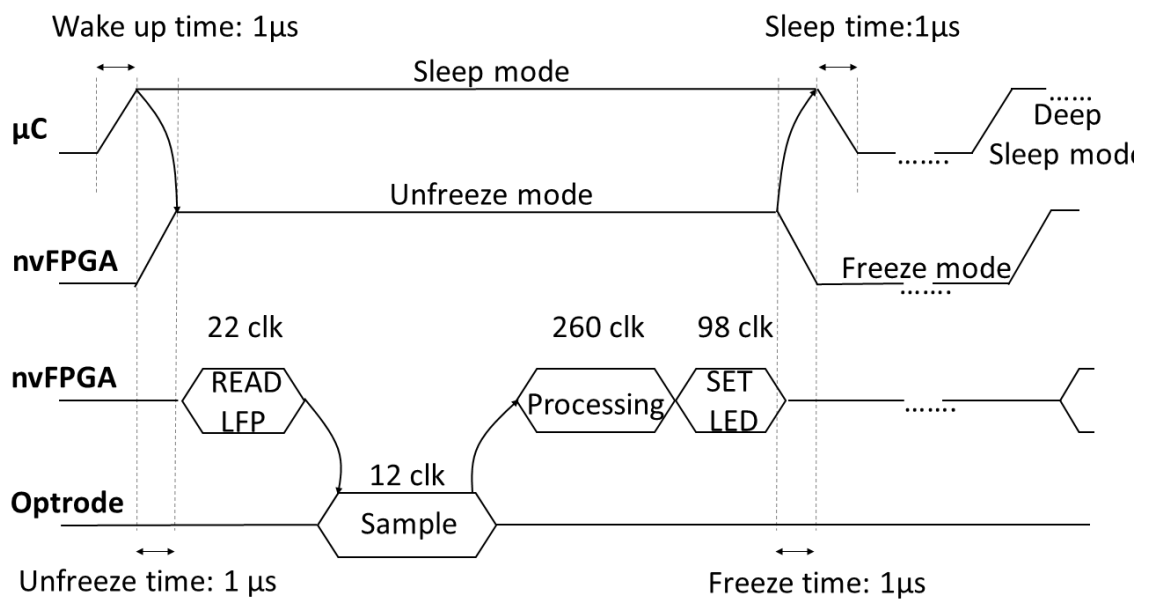 Wake up time: 1µs
Sleep time:1µs
Sleep mode
µC
......
Deep
.......
Sleep mod
Unfreeze mode
nvFPGA
Freeze mode
.......
22 clk
260 clk
98 clk
nvFPGA
READ
LFP
Processing
SET
LED
.......
12 clk
Optrode
Sample
Unfreeze time: 1 µs
Freeze time: 1µs